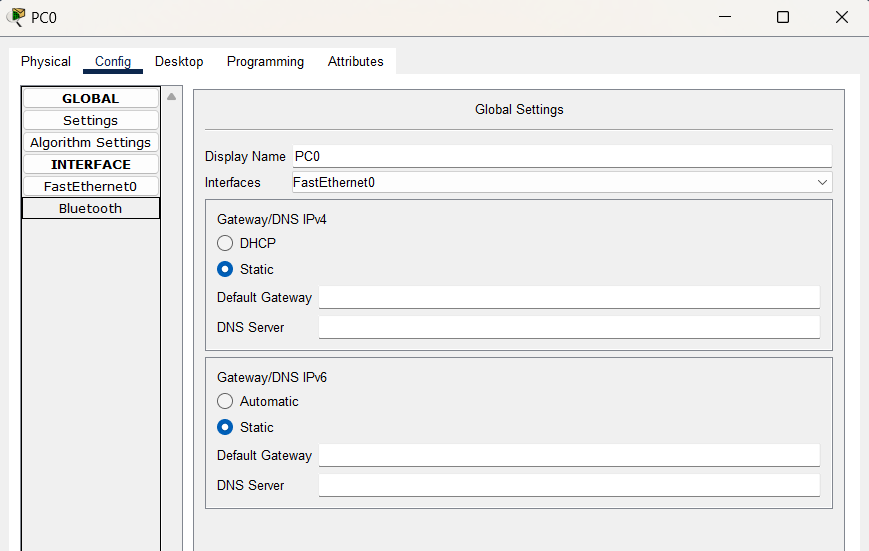 PC0
Physical Config Desktop Programming Attributes
GLOBAL
Settings
Algorithm Settings
INTERFACE
FastEthernet0
Bluetooth
Global Settings
Display Name PC0
Interfaces FastEthernet0
Gateway/DNS IPv4
DHCP
Static
Default Gateway
DNS Server
Gateway/DNS IPv6
Automatic
Static
Default Gateway
DNS Server